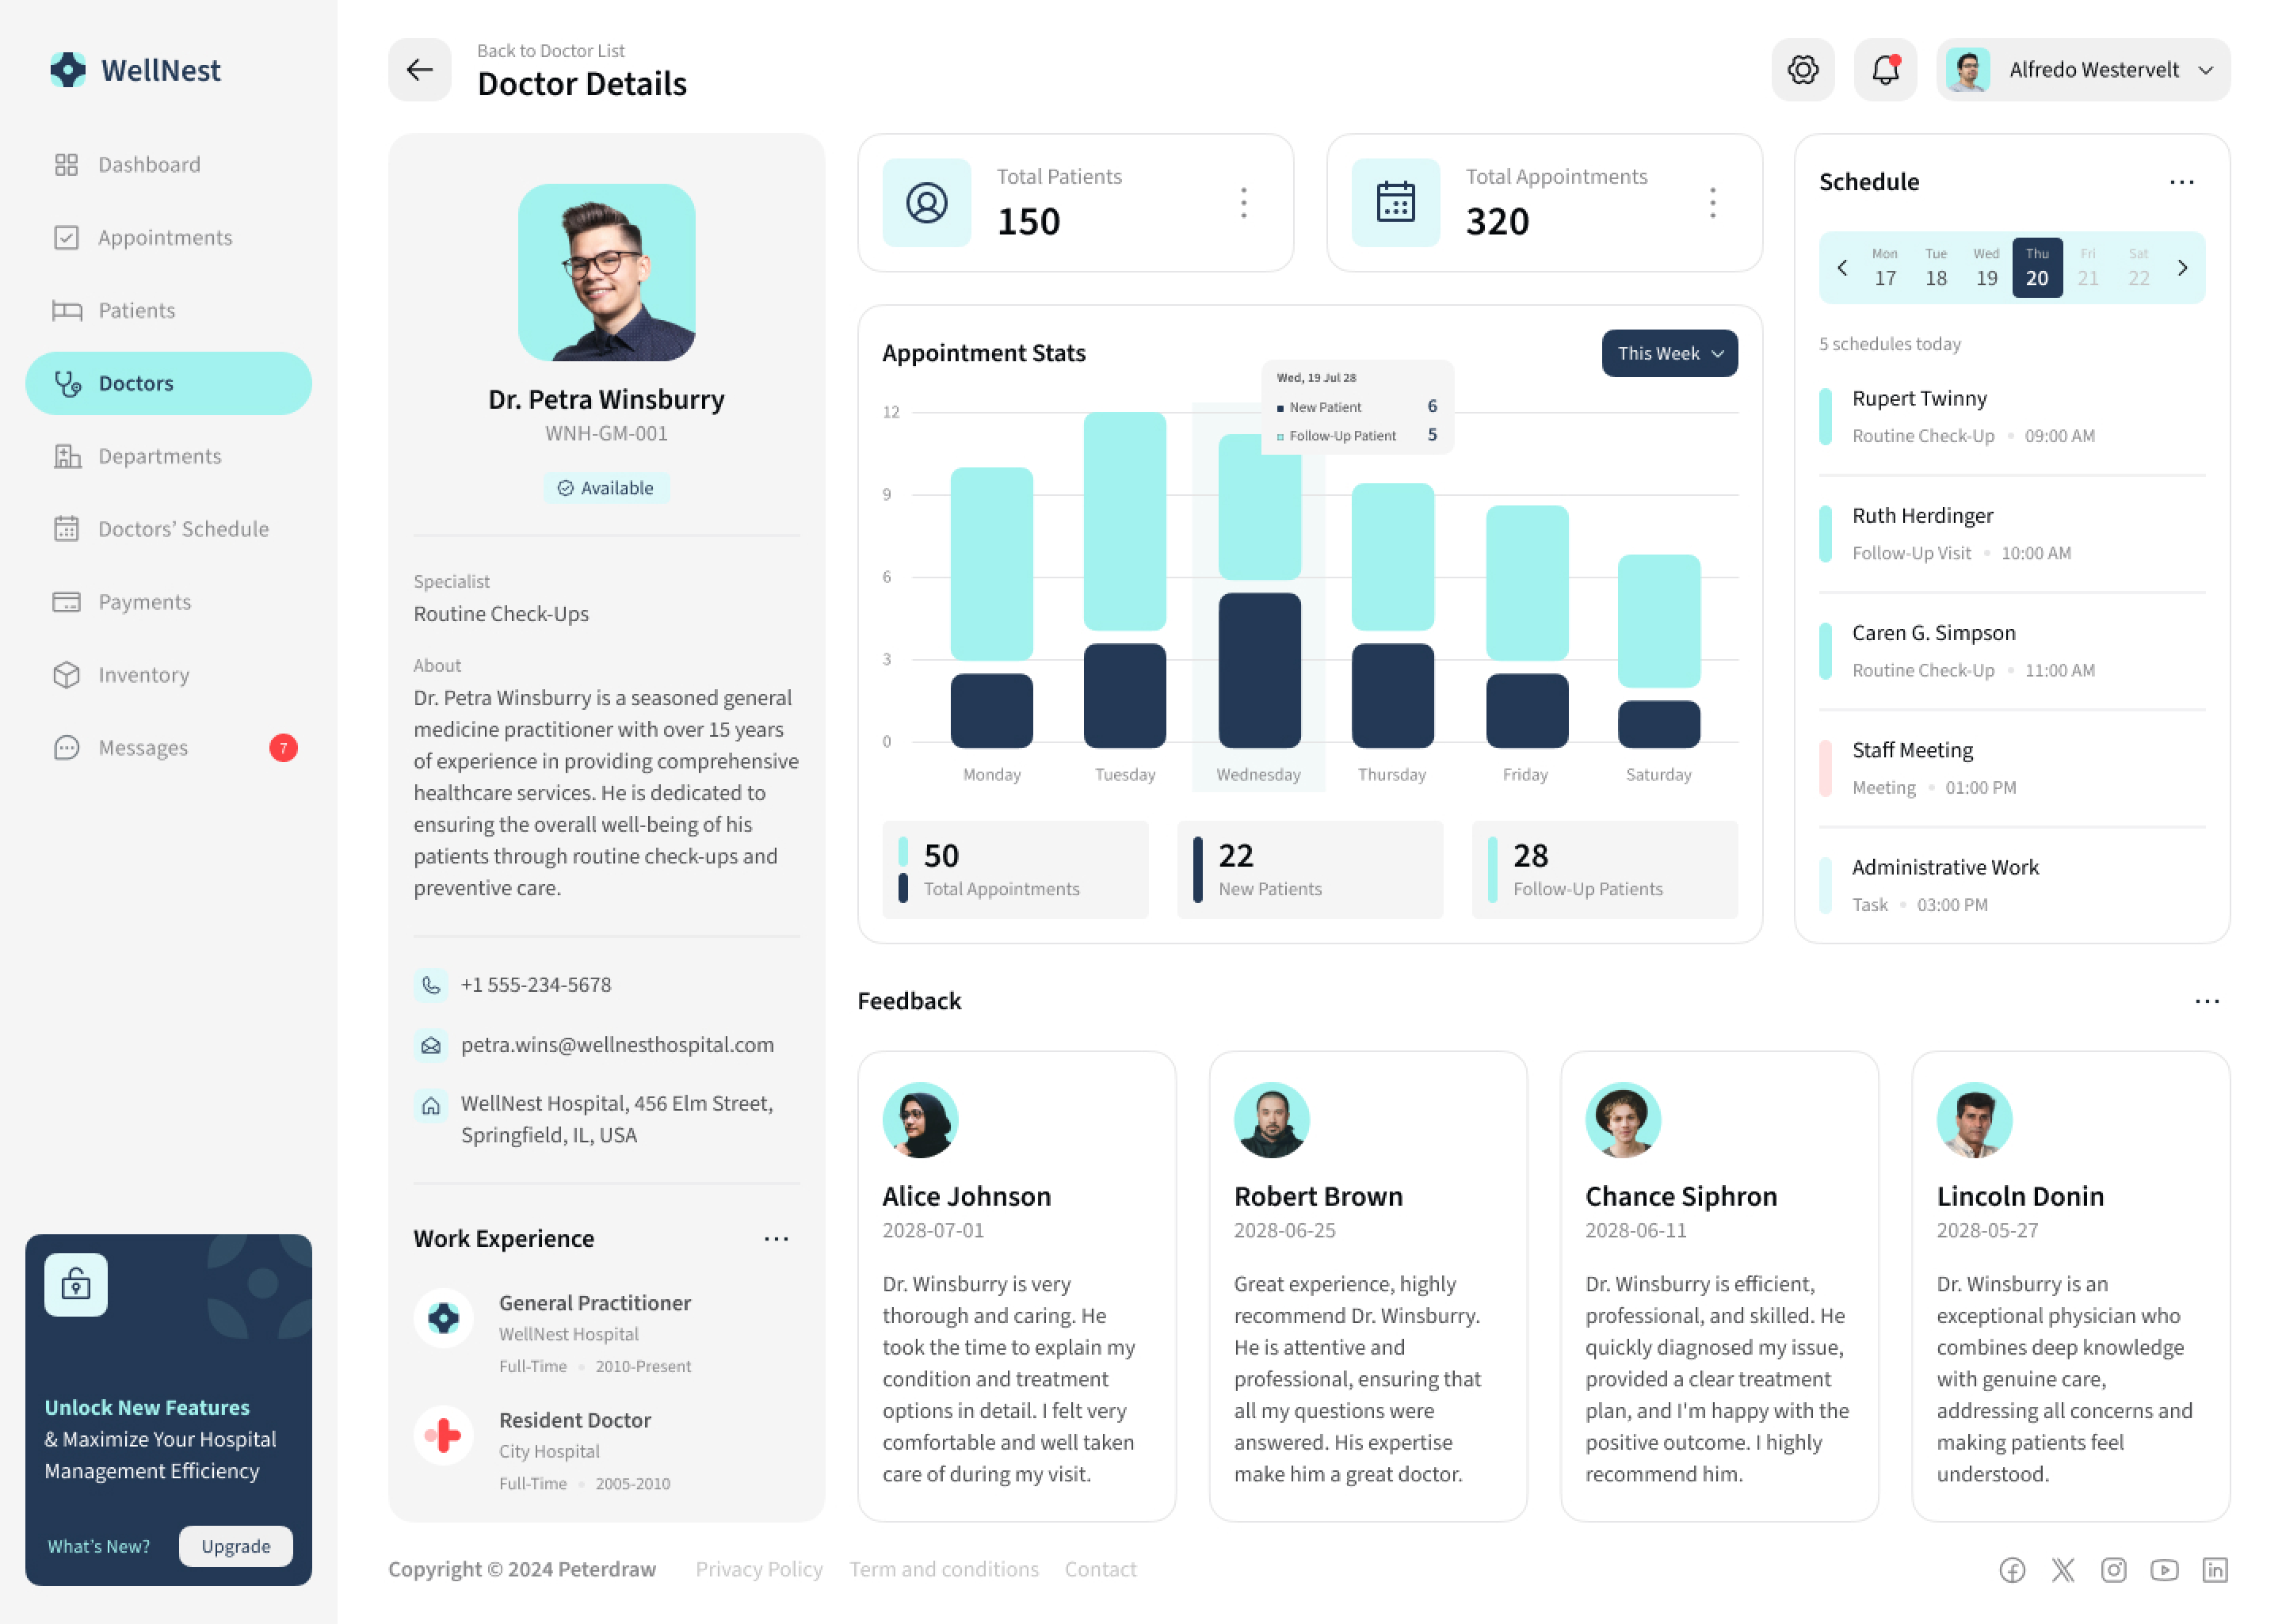 WellNest
Dashboard
Appointments
Patients
Doctors
Departments
Doctors’ Schedule
Payments
Inventory
Messages
7
Unlock New Features
& Maximize Your Hospital
Management Efficiency
What’s New?
Upgrade
Back to Doctor List
Doctor Details
Alfredo Westervelt
Dr. Petra Winsburry
WNH-GM-001
Available
Specialist
Routine Check-Ups
About
Dr. Petra Winsburry is a seasoned general
medicine practitioner with over 15 years
of experience in providing comprehensive
healthcare services. He is dedicated to
ensuring the overall well-being of his
patients through routine check-ups and
preventive care.
+1 555-234-5678
petra.wins@wellnesthospital.com
WellNest Hospital, 456 Elm Street,
Springfield, IL, USA
Work Experience
General Practitioner
WellNest Hospital
Full-Time 2010-Present
Resident Doctor
City Hospital
Full-Time 2005-2010
Total Patients
150
Total Appointments
320
Appointment Stats
This Week
Wed, 19 Jul 28
New Patient 6
Follow-Up Patient 5
12
9
6
3
0
Monday Tuesday Wednesday Thursday Friday Saturday
50
Total Appointments
22
New Patients
28
Follow-Up Patients
Schedule
Mon Tue Wed Thu Fri Sat
17 18 19 20 21 22
5 schedules today
Rupert Twinny
Routine Check-Up 09:00 AM
Ruth Herdinger
Follow-Up Visit 10:00 AM
Caren G. Simpson
Routine Check-Up 11:00 AM
Staff Meeting
Meeting 01:00 PM
Administrative Work
Task 03:00 PM
Feedback
Alice Johnson
2028-07-01
Dr. Winsburry is very
thorough and caring. He
took the time to explain my
condition and treatment
options in detail. I felt very
comfortable and well taken
care of during my visit.
Robert Brown
2028-06-25
Great experience, highly
recommend Dr. Winsburry.
He is attentive and
professional, ensuring that
all my questions were
answered. His expertise
make him a great doctor.
Chance Siphron
2028-06-11
Dr. Winsburry is efficient,
professional, and skilled. He
quickly diagnosed my issue,
provided a clear treatment
plan, and I'm happy with the
positive outcome. I highly
recommend him.
Lincoln Donin
2028-05-27
Dr. Winsburry is an
exceptional physician who
combines deep knowledge
with genuine care,
addressing all concerns and
making patients feel
understood.
Copyright © 2024 Peterdraw
Privacy Policy
Term and conditions
Contact